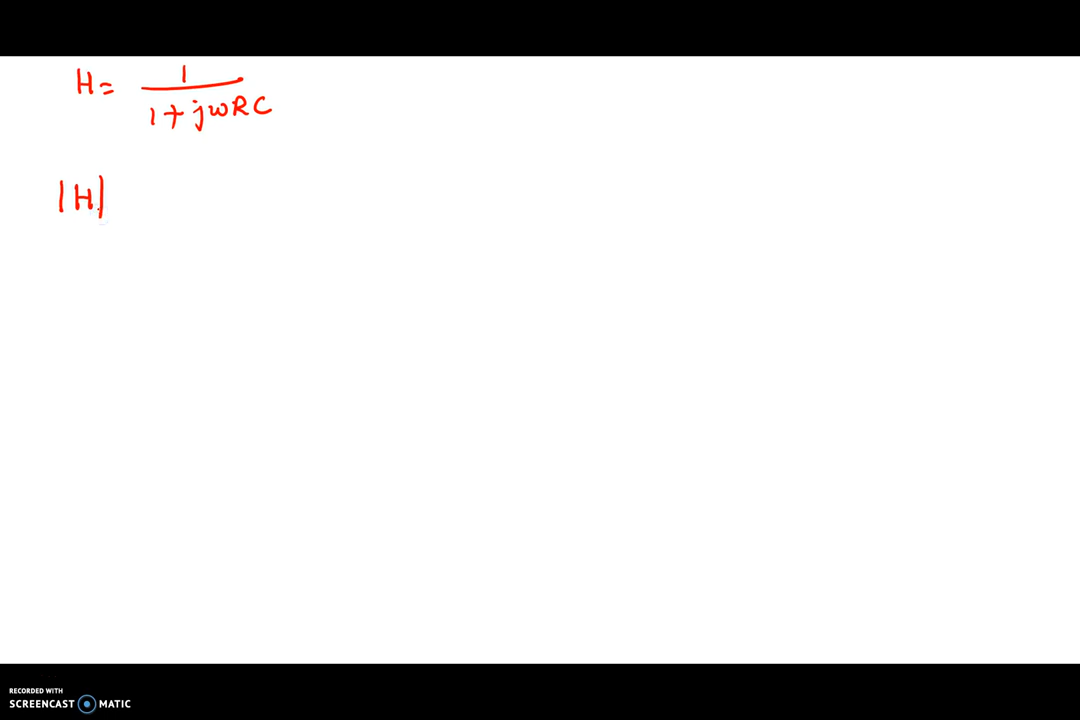 H = 1 / (1 + jωRC)
|H|
RECORDED WITH
SCREENCAST MATIC